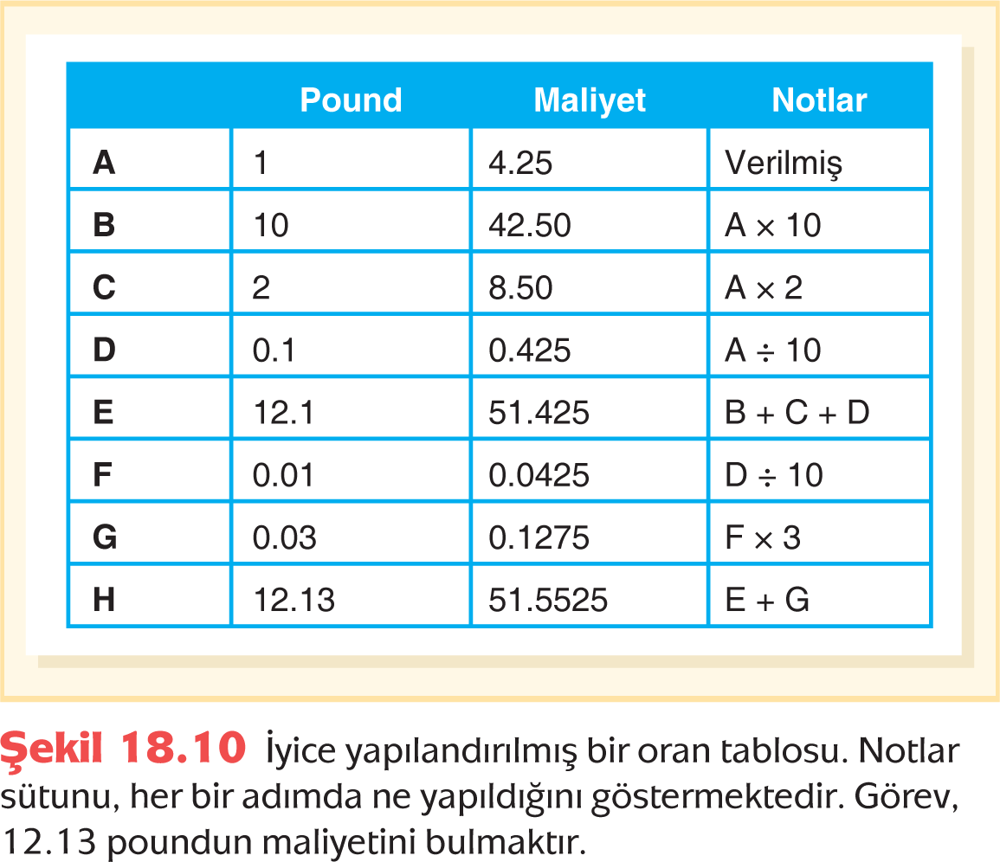 Pound Maliyet Notlar
A 1 4.25 Verilmiş
B 10 42.50 A × 10
C 2 8.50 A × 2
D 0.1 0.425 A ÷ 10
E 12.1 51.425 B + C + D
F 0.01 0.0425 D ÷ 10
G 0.03 0.1275 F × 3
H 12.13 51.5525 E + G
Şekil 18.10 İyice yapılandırılmış bir oran tablosu. Notlar
sütunu, her bir adımda ne yapıldığını göstermektedir. Görev,
12.13 poundun maliyetini bulmaktır.